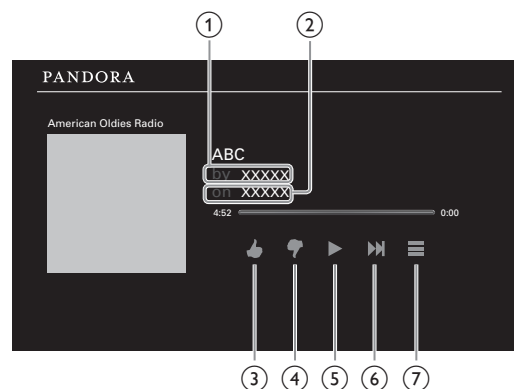 ① ②
PANDORA
American Oldies Radio
ABC
by XXXXX
on XXXXX
4:52 0:00
③ ④ ⑤ ⑥ ⑦